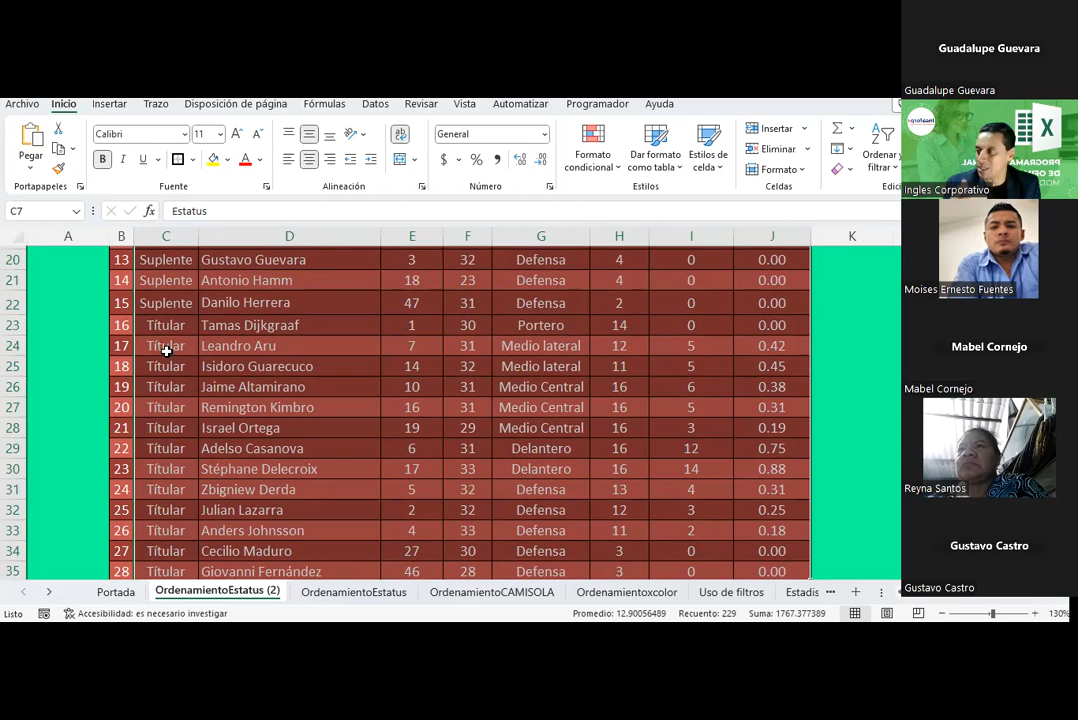 Archivo Inicio Insertar Trazo Disposición de página Fórmulas Datos Revisar Vista Automatizar Programador Ayuda
Pegar
Portapapeles
Calibri 11
Fuente
Alineación
General
Número
Formato condicional
Dar formato como tabla
Estilos de celda
Estilos
Insertar
Eliminar
Formato
Celdas
Ordenar y
filtrar
Edici
C7 fx Estatus
A B C D E F G H I J K
20 13 Suplente Gustavo Guevara 3 32 Defensa 4 0 0.00
21 14 Suplente Antonio Hamm 18 23 Defensa 4 0 0.00
22 15 Suplente Danilo Herrera 47 31 Defensa 2 0 0.00
23 16 Títular Tamas Dijkgraaf 1 30 Portero 14 0 0.00
24 17 Títular Leandro Aru 7 31 Medio lateral 12 5 0.42
25 18 Títular Isidoro Guarecuco 14 32 Medio lateral 11 5 0.45
26 19 Títular Jaime Altamirano 10 31 Medio Central 16 6 0.38
27 20 Títular Remington Kimbro 16 31 Medio Central 16 5 0.31
28 21 Títular Israel Ortega 19 29 Medio Central 16 3 0.19
29 22 Títular Adelso Casanova 6 31 Delantero 16 12 0.75
30 23 Títular Stéphane Delecroix 17 33 Delantero 16 14 0.88
31 24 Títular Zbigniew Derda 5 32 Defensa 13 4 0.31
32 25 Títular Julian Lazarra 2 32 Defensa 12 3 0.25
33 26 Títular Anders Johnsson 4 33 Defensa 11 2 0.18
34 27 Títular Cecilio Maduro 27 30 Defensa 3 0 0.00
35 28 Títular Giovanni Fernández 46 28 Defensa 3 0 0.00
Portada OrdenamientoEstatus (2) OrdenamientoEstatus OrdenamientoCAMISOLA Ordenamientoxcolor Uso de filtros Estadis
Listo Accesibilidad: es necesario investigar Promedio: 12.90056489 Recuento: 229 Suma: 1767.377389 130%
Guadalupe Guevara
Guadalupe Guevara
Ingles Corporativo
Moises Ernesto Fuentes
Mabel Cornejo
Mabel Cornejo
Reyna Santos
Gustavo Castro
Gustavo Castro